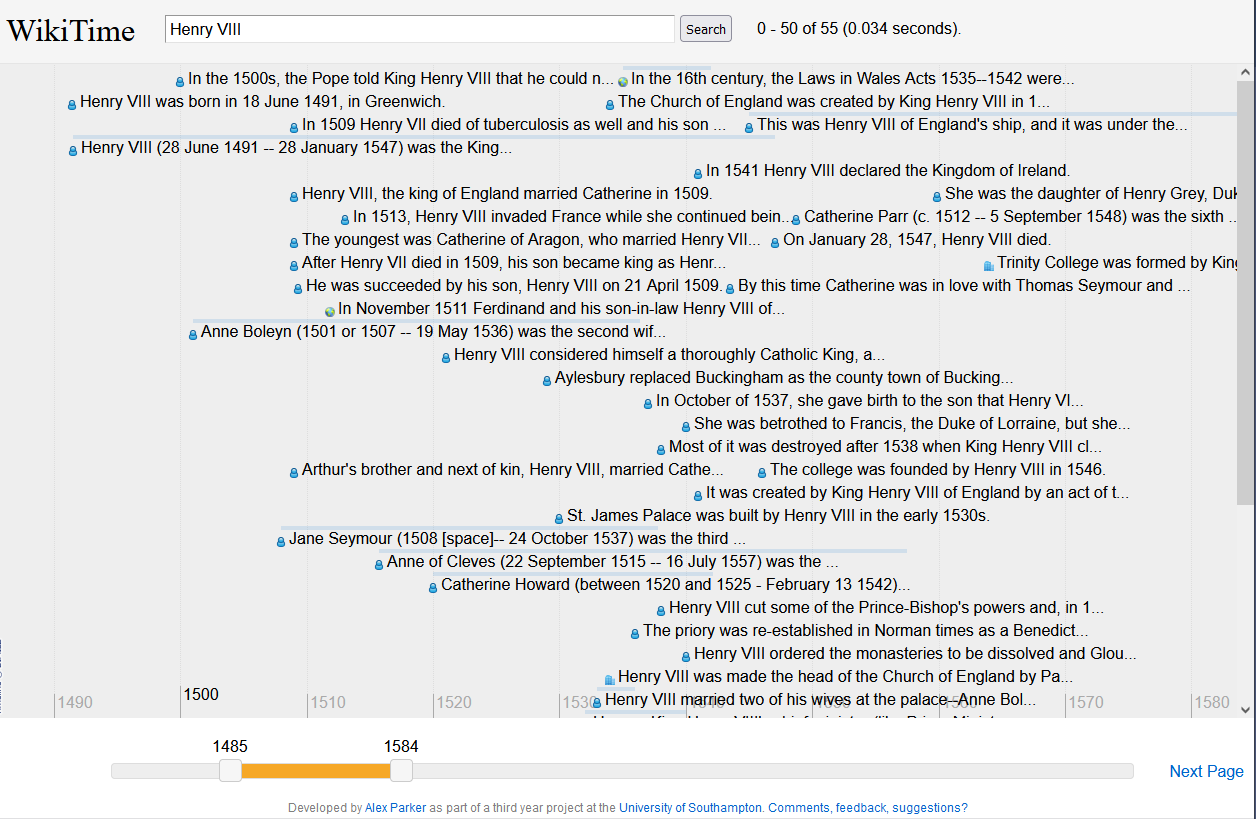 WikiTime
Henry VIII
Search
0 - 50 of 55 (0.034 seconds).
In the 1500s, the Pope told King Henry VIII that he could n...
In the 16th century, the Laws in Wales Acts 1535--1542 were...
Henry VIII was born in 18 June 1491, in Greenwich.
The Church of England was created by King Henry VIII in 1...
In 1509 Henry VII died of tuberculosis as well and his son ...
This was Henry VIII of England's ship, and it was under the...
Henry VIII (28 June 1491 -- 28 January 1547) was the King...
In 1541 Henry VIII declared the Kingdom of Ireland.
Henry VIII, the king of England married Catherine in 1509.
She was the daughter of Henry Grey,
In 1513, Henry VIII invaded France while she continued bein...
Catherine Parr (c. 1512 -- 5 September 1548) was the sixth ...
The youngest was Catherine of Aragon, who married Henry VII...
On January 28, 1547, Henry VIII died.
After Henry VII died in 1509, his son became king as Henr...
Trinity College was formed by
He was succeeded by his son, Henry VIII on 21 April 1509.
By this time Catherine was in love with Thomas Seymour and ...
In November 1511 Ferdinand and his son-in-law Henry VIII of...
Anne Boleyn (1501 or 1507 -- 19 May 1536) was the second wif...
Henry VIII considered himself a thoroughly Catholic King, a...
Aylesbury replaced Buckingham as the county town of Bucking...
In October of 1537, she gave birth to the son that Henry VI...
She was betrothed to Francis, the Duke of Lorraine, but she...
Most of it was destroyed after 1538 when King Henry VIII cl...
Arthur's brother and next of kin, Henry VIII, married Cathe...
The college was founded by Henry VIII in 1546.
It was created by King Henry VIII of England by an act of t...
St. James Palace was built by Henry VIII in the early 1530s.
Jane Seymour (1508 [space]-- 24 October 1537) was the third ...
Anne of Cleves (22 September 1515 -- 16 July 1557) was the ...
Catherine Howard (between 1520 and 1525 - February 13 1542)...
Henry VIII cut some of the Prince-Bishop's powers and, in 1...
The priory was re-established in Norman times as a Benedict...
Henry VIII ordered the monasteries to be dissolved and Glou...
Henry VIII was made the head of the Church of England by Pa...
Henry VIII married two of his wives at the palace--Anne Bol...
1490 1500 1510 1520 1530 1540 1550 1560 1570 1580
1485 1584
Next Page
Developed by Alex Parker as part of a third year project at the University of Southampton. Comments, feedback, suggestions?